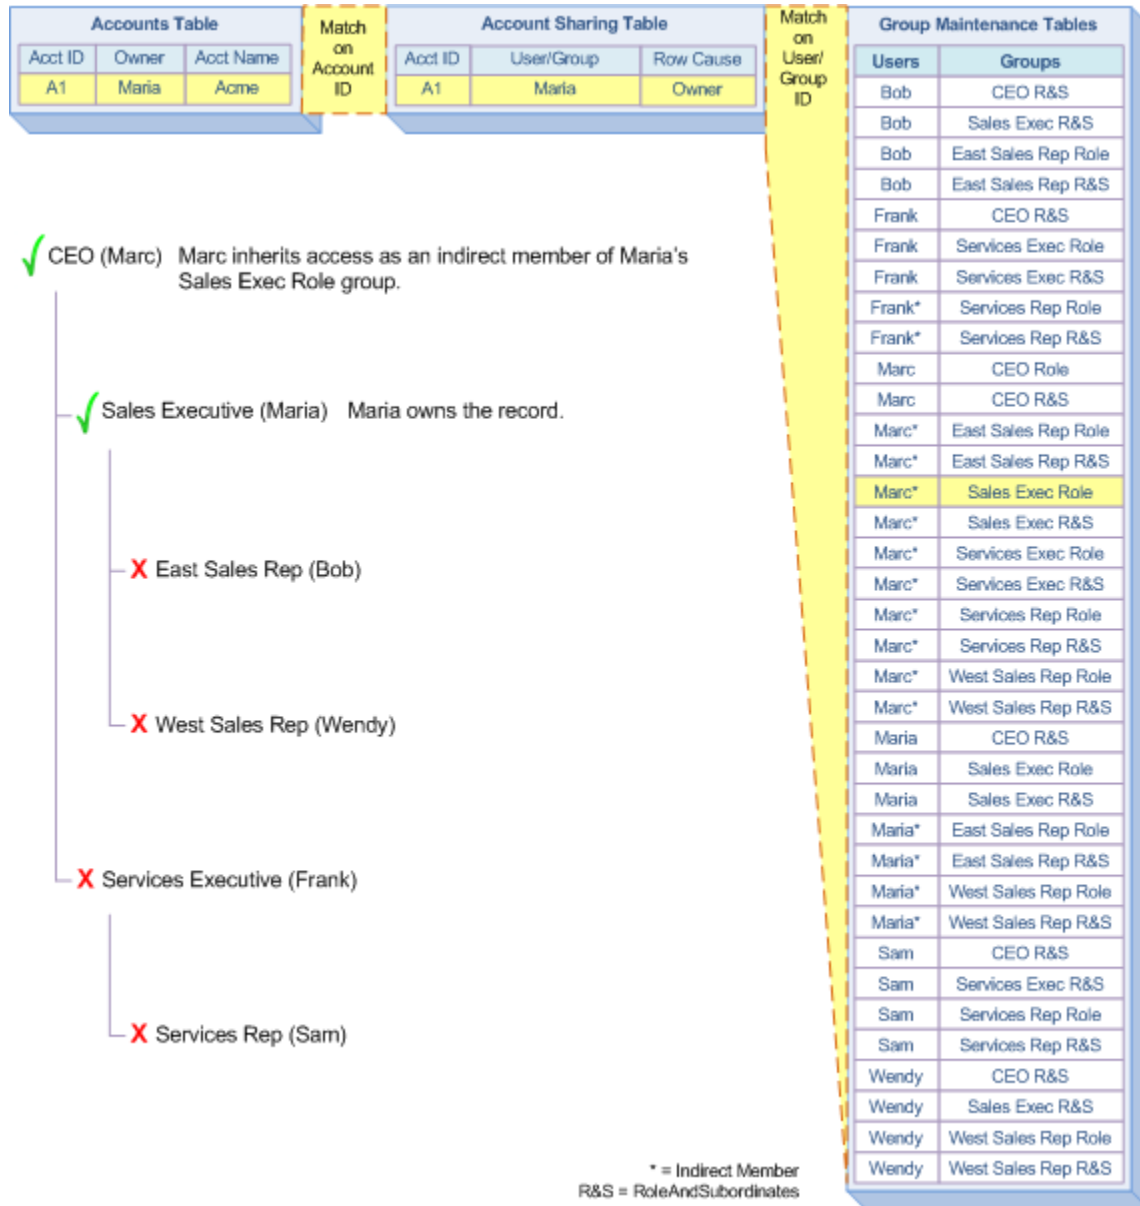 Accounts Table
Acct ID Owner Acct Name
A1 Maria Acme
Match
on
Account
ID
Account Sharing Table
Acct ID User/Group Row Cause
A1 Maria Owner
Match
on
User/
Group
ID
Group Maintenance Tables
Users Groups
Bob CEO R&S
Bob Sales Exec R&S
Bob East Sales Rep Role
Bob East Sales Rep R&S
Frank CEO R&S
Frank Services Exec Role
Frank Services Exec R&S
Frank* Services Rep Role
Frank* Services Rep R&S
Marc CEO Role
Marc CEO R&S
Marc* East Sales Rep Role
Marc* East Sales Rep R&S
Marc* Sales Exec Role
Marc* Sales Exec R&S
Marc* Services Exec Role
Marc* Services Exec R&S
Marc* Services Rep Role
Marc* Services Rep R&S
Marc* West Sales Rep Role
Marc* West Sales Rep R&S
Maria CEO R&S
Maria Sales Exec Role
Maria Sales Exec R&S
Maria* East Sales Rep Role
Maria* East Sales Rep R&S
Maria* West Sales Rep Role
Maria* West Sales Rep R&S
Sam CEO R&S
Sam Services Exec R&S
Sam Services Rep Role
Sam Services Rep R&S
Wendy CEO R&S
Wendy Sales Exec R&S
Wendy West Sales Rep Role
Wendy West Sales Rep R&S
CEO (Marc) Marc inherits access as an indirect member of Maria's
Sales Exec Role group.
Sales Executive (Maria) Maria owns the record.
X East Sales Rep (Bob)
X West Sales Rep (Wendy)
X Services Executive (Frank)
X Services Rep (Sam)
* = Indirect Member
R&S = RoleAndSubordinates